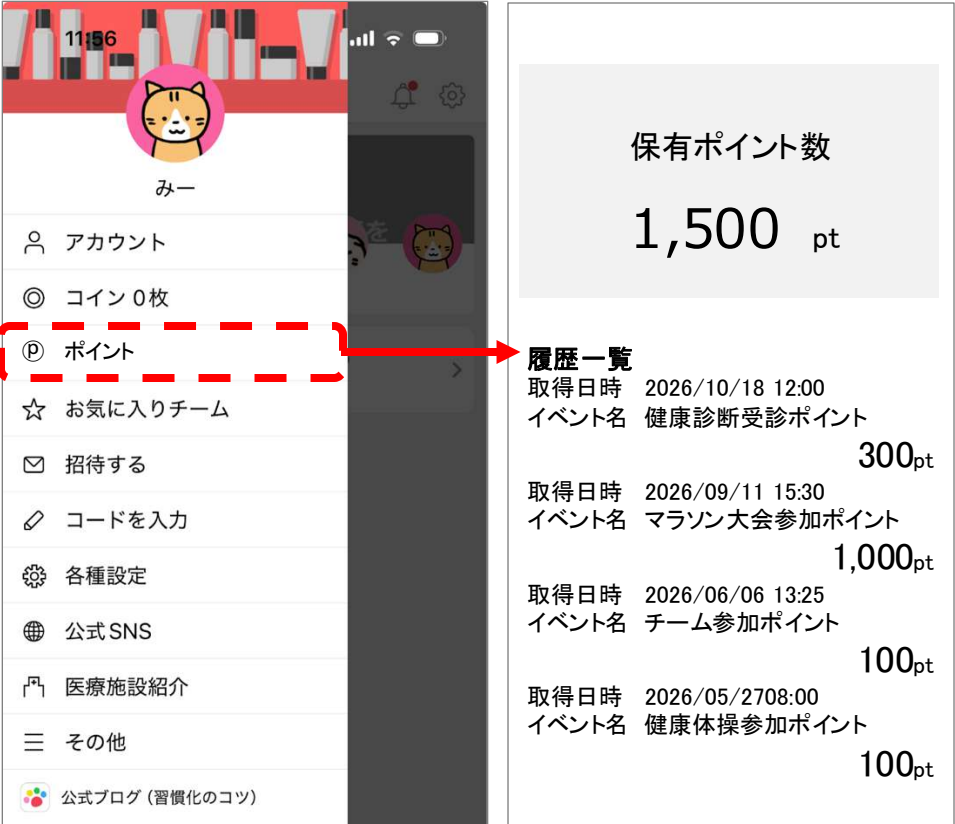 11:56
みー
アカウント
コイン 0枚
ポイント
お気に入りチーム
招待する
コードを入力
各種設定
公式SNS
医療施設紹介
その他
公式ブログ (習慣化のコツ)
を
保有ポイント数
1,500 pt
履歴一覧
取得日時 2026/10/18 12:00
イベント名 健康診断受診ポイント
300pt
取得日時 2026/09/11 15:30
イベント名 マラソン大会参加ポイント
1,000pt
取得日時 2026/06/06 13:25
イベント名 チーム参加ポイント
100pt
取得日時 2026/05/2708:00
イベント名 健康体操参加ポイント
100pt